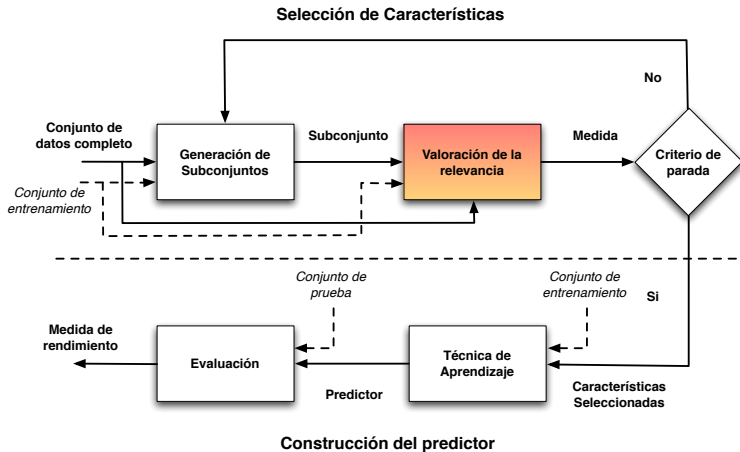 Selección de Características
No
Conjunto de
datos completo
Generación de
Subconjuntos
Subconjunto
Valoración de la
relevancia
Medida
Criterio de
parada
Conjunto de
entrenamiento
Conjunto de
prueba
Conjunto de
entrenamiento
Si
Medida de
rendimiento
Evaluación
Predictor
Técnica de
Aprendizaje
Características
Seleccionadas
Construcción del predictor